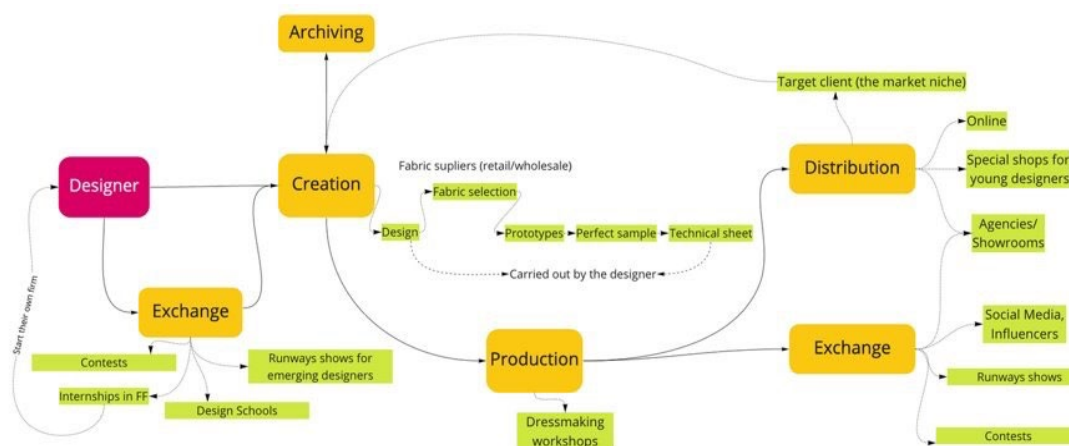 Archiving
Target client (the market niche)
Online
Fabric supliers (retail/wholesale)
Distribution
Special shops for
young designers
Designer
Creation
Fabric selection
Design
Prototypes
Perfect sample
Technical sheet
Agencies/
Showrooms
Carried out by the designer
Start their own firm
Exchange
Social Media,
Influencers
Production
Exchange
Contests
Runways shows for
emerging designers
Runways shows
Internships in FF
Design Schools
Dressmaking
workshops
Contests